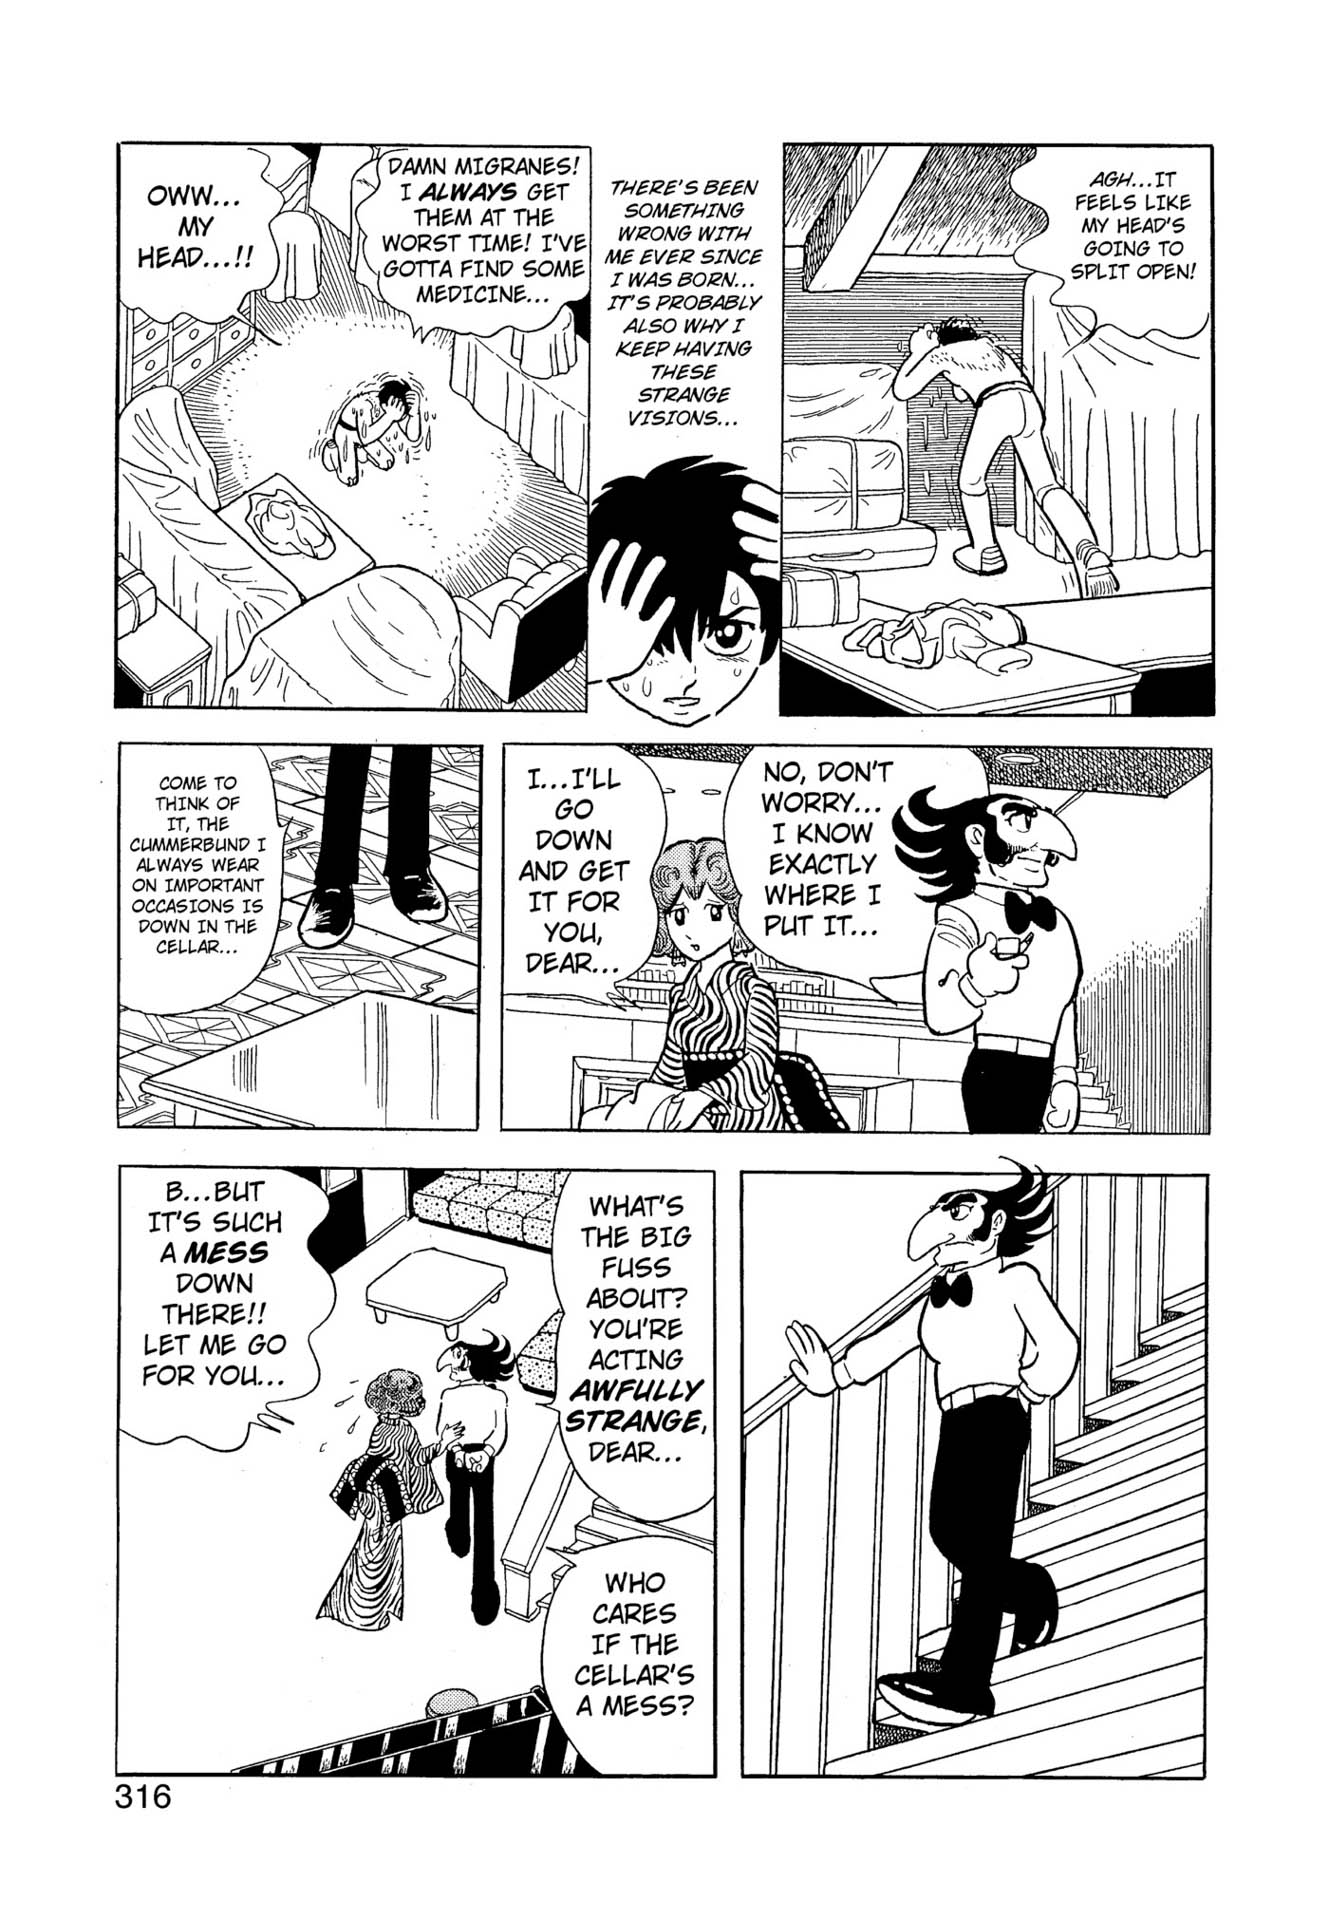 OWW...
MY
HEAD...!!
DAMN MIGRANES!
I ALWAYS GET
THEM AT THE
WORST TIME! I'VE
GOTTA FIND SOME
MEDICINE...
THERE'S BEEN
SOMETHING
WRONG WITH
ME EVER SINCE
I WAS BORN...
IT'S PROBABLY
ALSO WHY I
KEEP HAVING
THESE
STRANGE
VISIONS...
AGH...IT
FEELS LIKE
MY HEAD'S
GOING TO
SPLIT OPEN!
COME TO
THINK OF
IT, THE
CUMMERBUND I
ALWAYS WEAR
ON IMPORTANT
OCCASIONS IS
DOWN IN THE
CELLAR...
I...I'LL
GO
DOWN
AND GET
IT FOR
YOU,
DEAR...
NO, DON'T
WORRY...
I KNOW
EXACTLY
WHERE I
PUT IT...
B...BUT
IT'S SUCH
A MESS
DOWN
THERE!!
LET ME GO
FOR YOU...
WHAT'S
THE BIG
FUSS
ABOUT?
YOU'RE
ACTING
AWFULLY
STRANGE,
DEAR...
WHO
CARES
IF THE
CELLAR'S
A MESS?
316